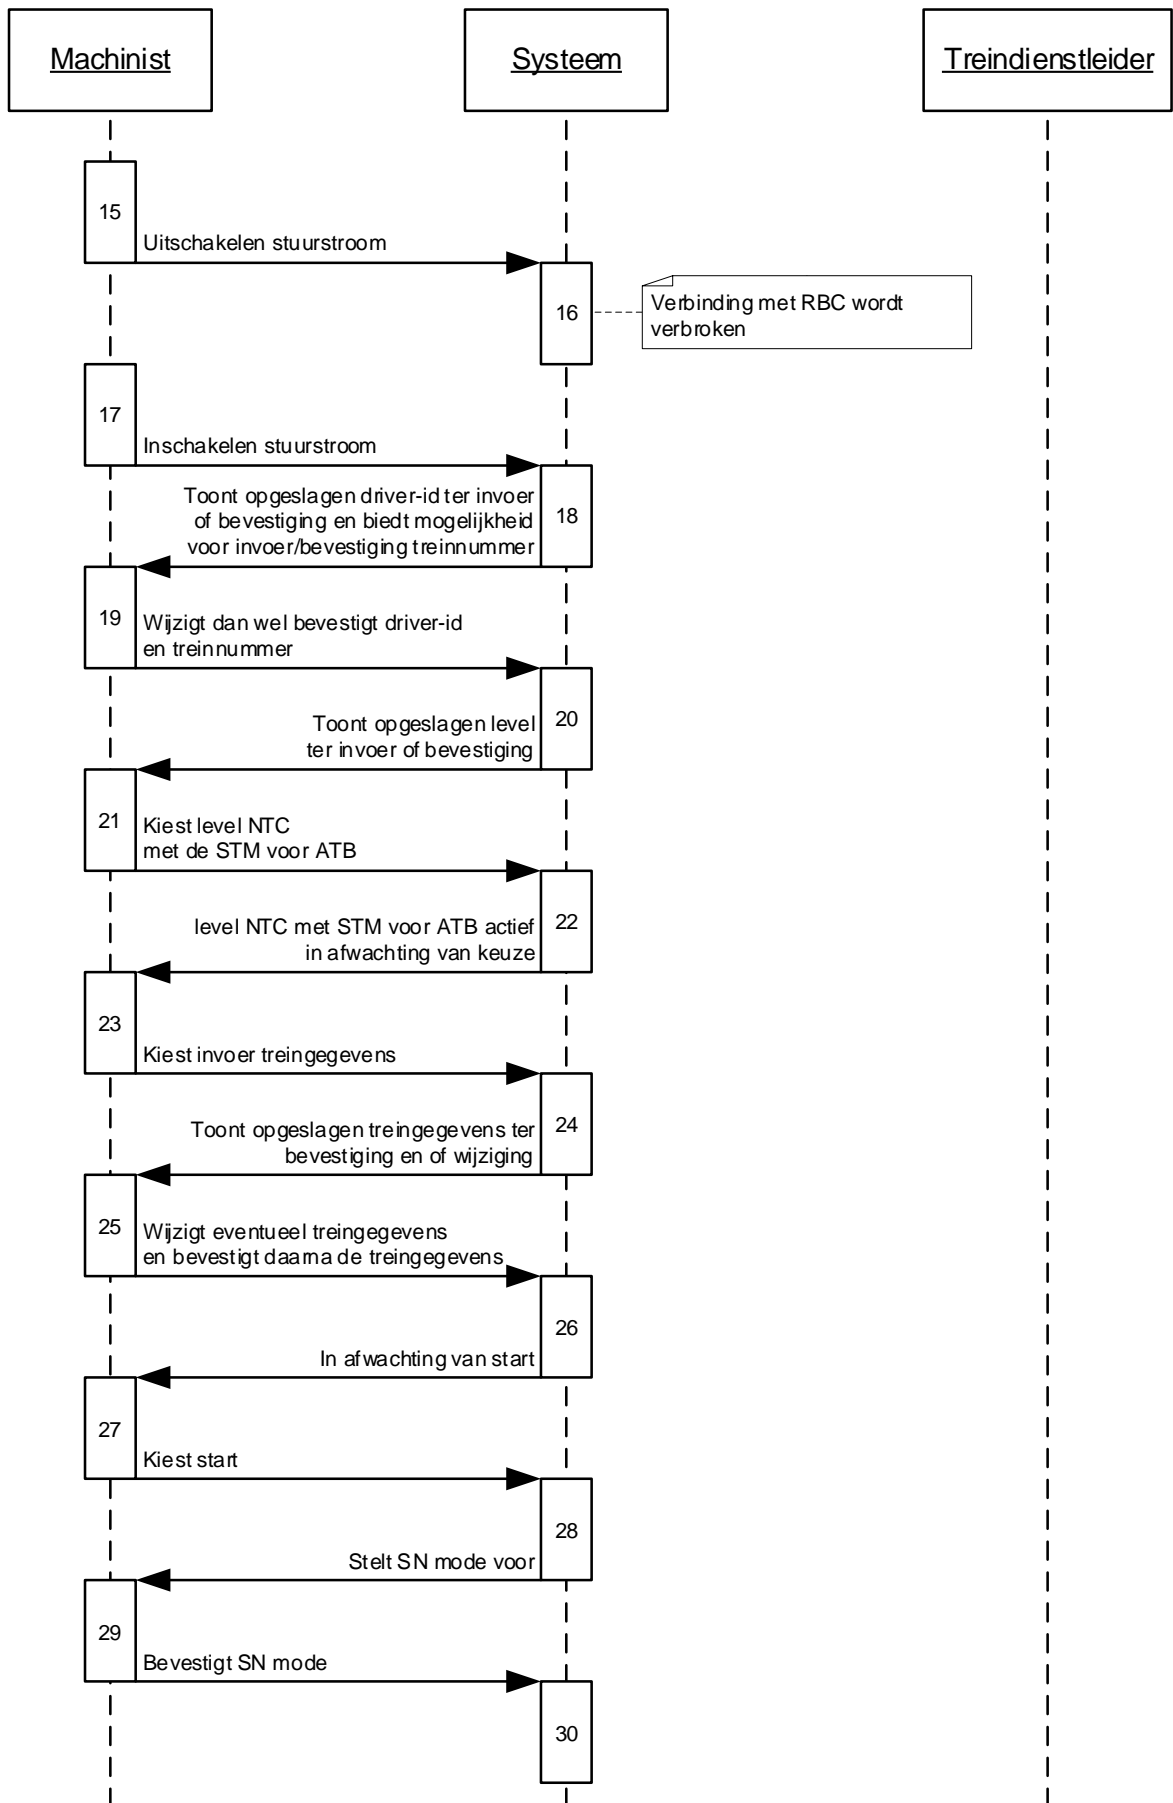 Machinist
Systeem
Treindienstleider
15
Uitschakelen stuurstroom
16
Verbinding met RBC wordt
verbroken
17
Inschakelen stuurstroom
Toont opgeslagen driver-id ter invoer
of bevestiging en biedt mogelijkheid
voor invoer/bevestiging treinnummer
18
19
Wijzigt dan wel bevestigt driver-id
en treinnummer
Toont opgeslagen level
ter invoer of bevestiging
20
21
Kiest level NTC
met de STM voor ATB
level NTC met STM voor ATB actief
in afwachting van keuze
22
23
Kiest invoer treingegevens
Toont opgeslagen treingegevens ter
bevestiging en of wijziging
24
25
Wijzigt eventueel treingegevens
en bevestigt daarna de treingegevens
26
In afwachting van start
27
Kiest start
28
Stelt SN mode voor
29
Bevestigt SN mode
30